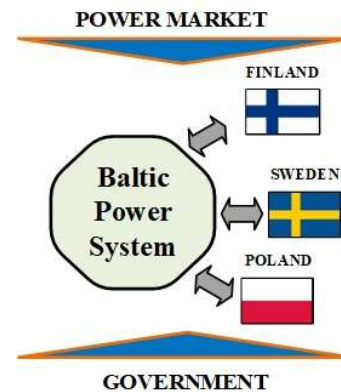 POWER MARKET
FINLAND
Baltic
Power
System
SWEDEN
POLAND
GOVERNMENT